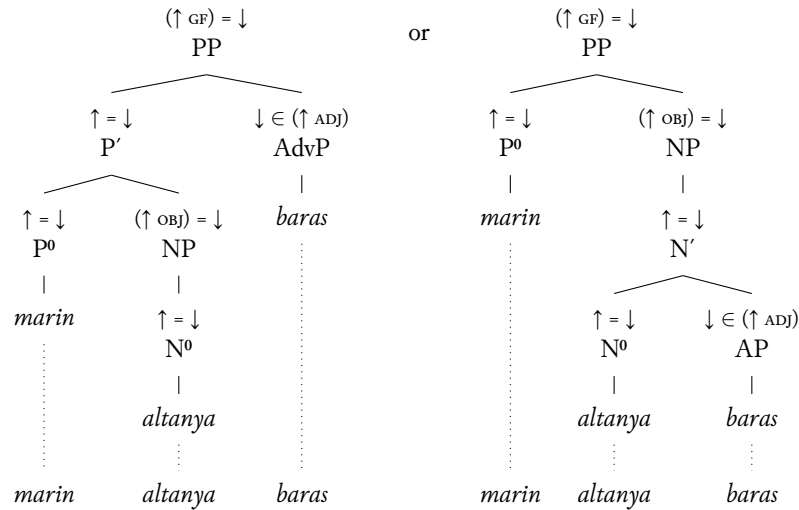 (↑ GF) = ↓ or (↑ GF) = ↓
PP PP
↑ = ↓ ↓ ∈ (↑ ADJ) ↑ = ↓ (↑ OBJ) = ↓
P′ AdvP P⁰ NP
↑ = ↓ (↑ OBJ) = ↓ baras marin ↑ = ↓
P⁰ NP N′
marin ↑ = ↓ ↑ = ↓ ↓ ∈ (↑ ADJ)
N⁰ N⁰ AP
altanya altanya baras
marin altanya baras marin altanya baras